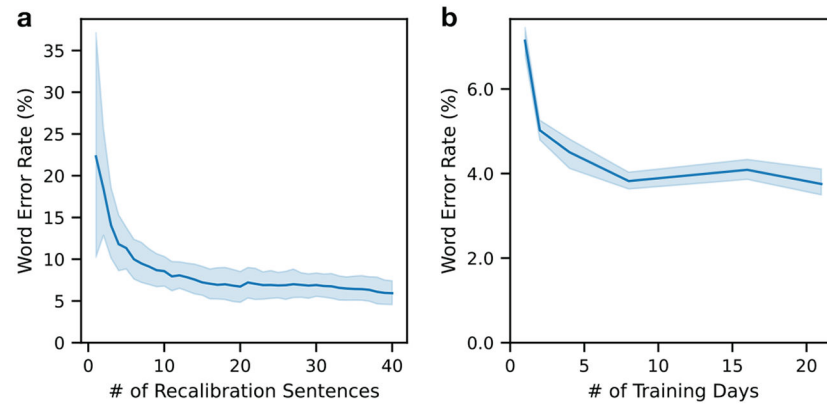 a
Word Error Rate (%)
35
30
25
20
15
10
5
0
0 10 20 30 40
# of Recalibration Sentences
b
Word Error Rate (%)
6.0
4.0
2.0
0.0
0 5 10 15 20
# of Training Days